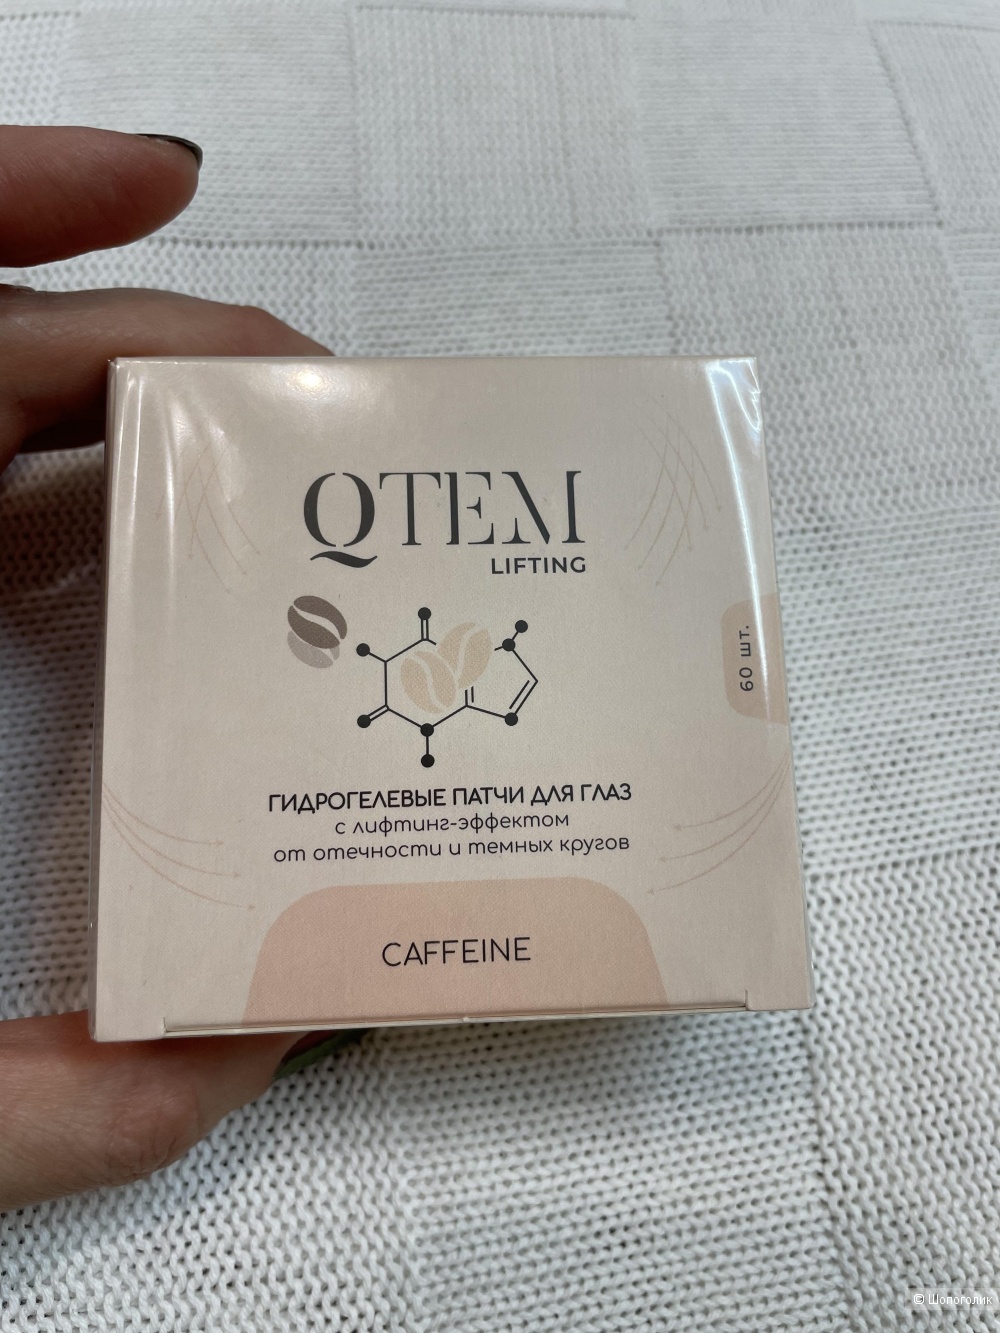 QTEM
LIFTING
60 шт.
ГИДРОГЕЛЕВЫЕ ПАТЧИ ДЛЯ ГЛАЗ
с лифтинг-эффектом
от отечности и темных кругов
CAFFEINE
© Шопоголик